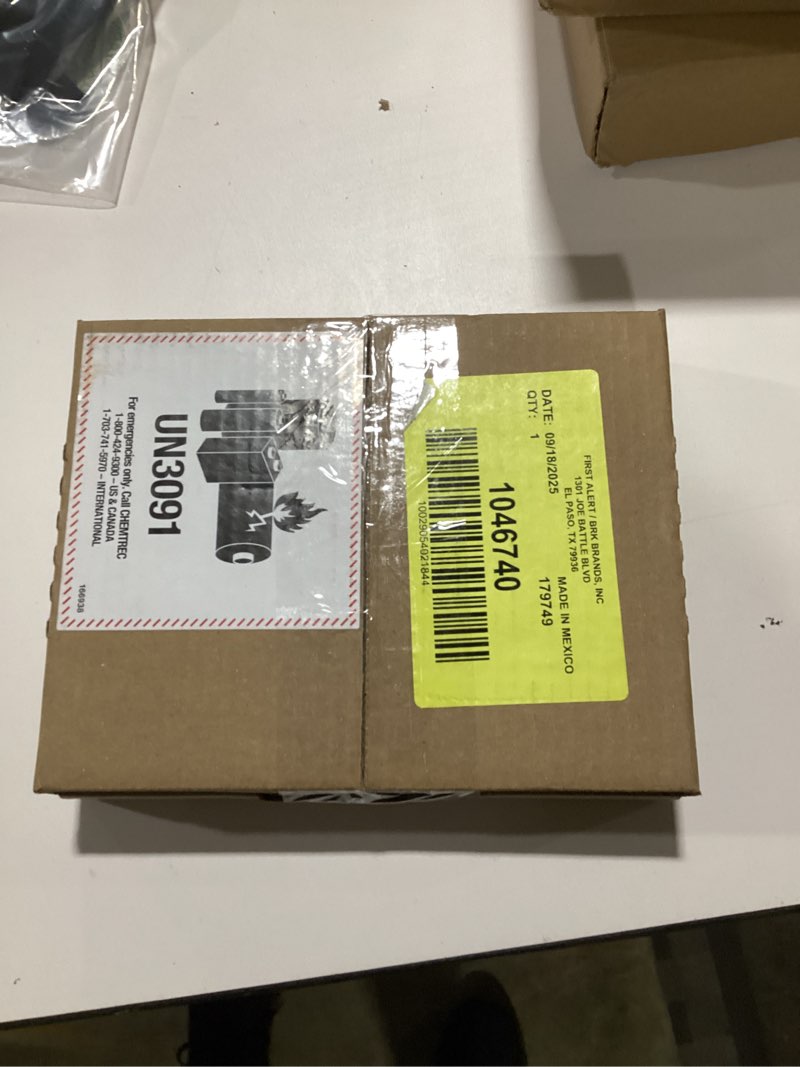 UN3091
For emergencies only, Call CHEMTREC
1-800-424-9300 – US & CANADA
1-703-741-5970 – INTERNATIONAL
166938
FIRST ALERT / BRK BRANDS, INC
1301 JOE BATTLE BLVD
EL PASO, TX 79936
MADE IN MEXICO
DATE: 09/18/2025
179749
QTY: 1
1046740
10029054021844